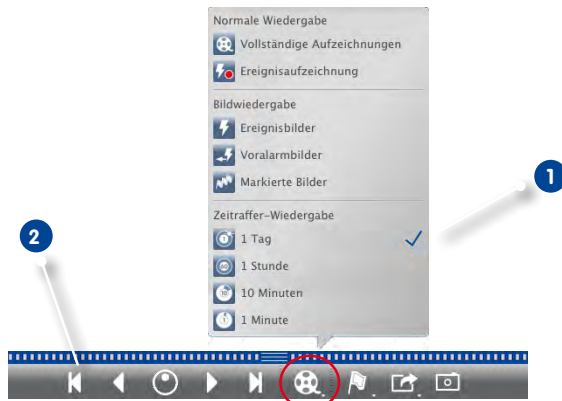 Normale Wiedergabe
Vollständige Aufzeichnungen
Ereignisaufzeichnung
Bildwiedergabe
Ereignisbilder
Voralarmbilder
Markierte Bilder
Zeitraffer-Wiedergabe
1 Tag
1 Stunde
10 Minuten
1 Minute
1
2